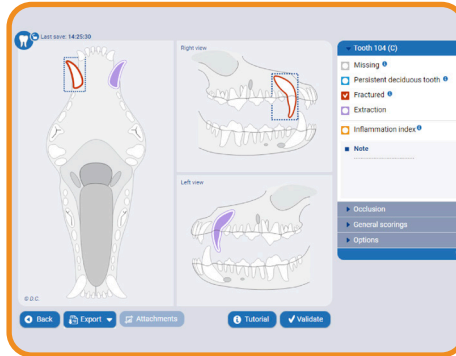 Last save: 14:25:30
Right view
Left view
© D.C.
Tooth 104 (C)
Missing
Persistent deciduous tooth
Fractured
Extraction
Inflammation index
Note
Occlusion
General scorings
Options
Back
Export
Attachments
Tutorial
Validate